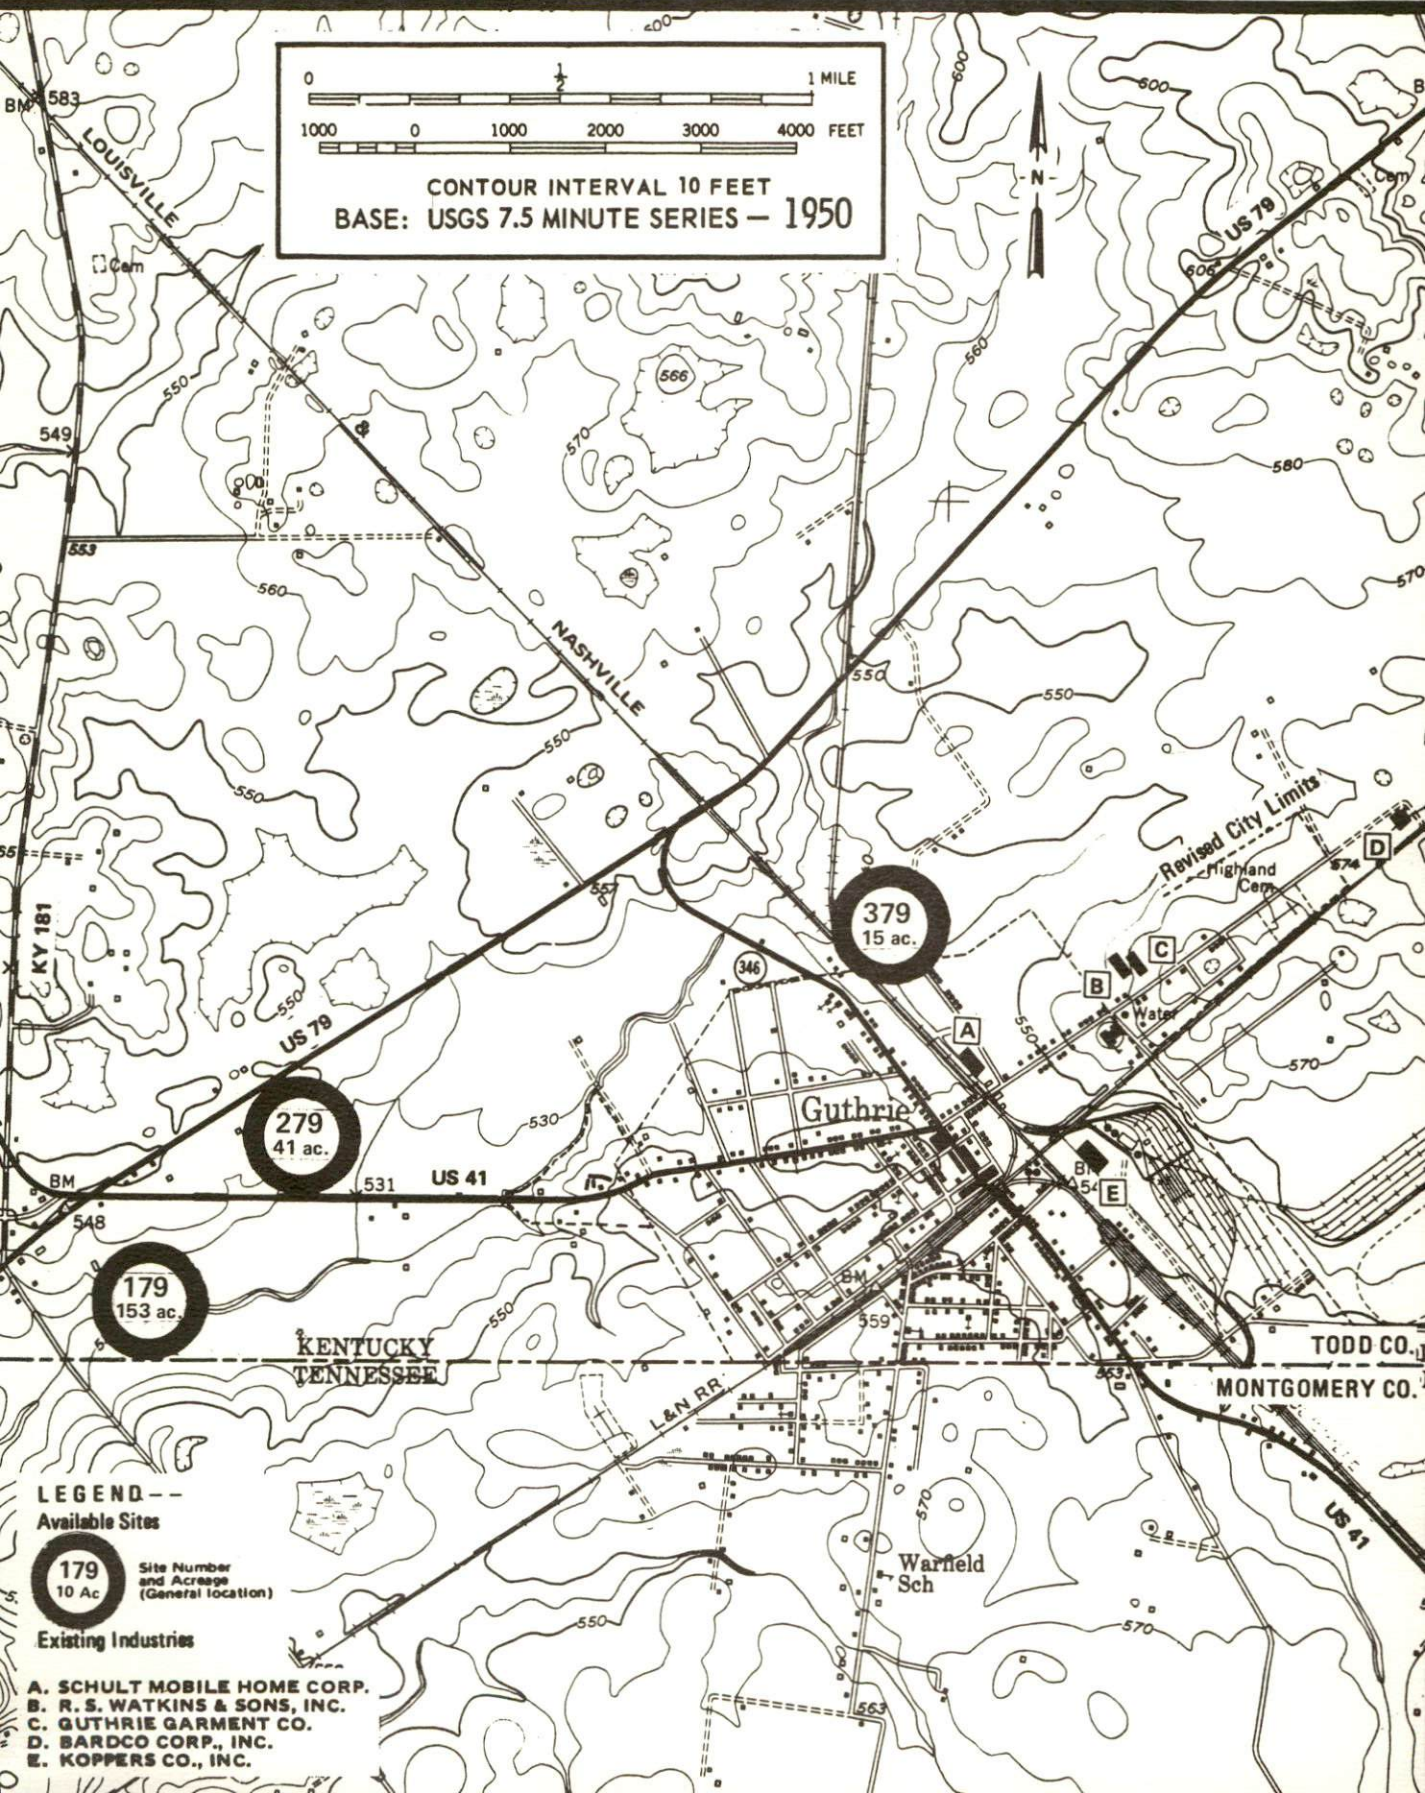 600
0 1/2 1 MILE
1000 0 1000 2000 3000 4000 FEET
CONTOUR INTERVAL 10 FEET
BASE: USGS 7.5 MINUTE SERIES — 1950
N
600
600
BM 583
LOUISVILLE
Cem
Cem
US 79
606
550
549
566
570
560
580
553
560
570
NASHVILLE
550
550
550
550
Revised City Limits
Highland
Cem
574
D
557
KY 181
379
15 ac.
346
C
B
Water
A
550
550
570
US 79
279
41 ac.
530
Guthrie
BM
531
US 41
E
548
179
153 ac.
BM
559
550
KENTUCKY
TENNESSEE
TODD CO.
MONTGOMERY CO.
553
L&N RR
570
US 41
LEGEND--
Available Sites
179
10 Ac
Site Number
and Acreage
(General location)
Existing Industries
Warfield
Sch
550
570
563
A. SCHULT MOBILE HOME CORP.
B. R.S. WATKINS & SONS, INC.
C. GUTHRIE GARMENT CO.
D. BARDCO CORP., INC.
E. KOPPERS CO., INC.